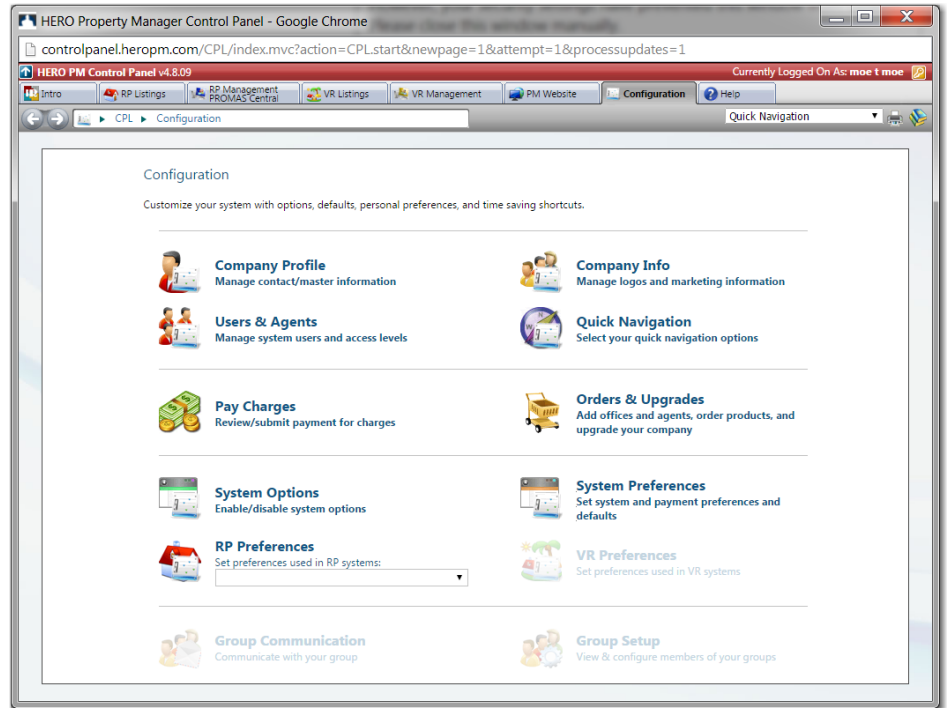 HERO Property Manager Control Panel - Google Chrome
Please close this window manually.
controlpanel.heropm.com/CPL/index.mvc?action=CPL.start&newpage=1&attempt=1&processupdates=1
HERO PM Control Panel v4.8.09
Currently Logged On As: moe t moe
Intro
RP Listings
RP Management
PROMAS Central
VR Listings
VR Management
PM Website
Configuration
Help
CPL ▶ Configuration
Quick Navigation
Configuration
Customize your system with options, defaults, personal preferences, and time saving shortcuts.
Company Profile
Manage contact/master information
Company Info
Manage logos and marketing information
Users & Agents
Manage system users and access levels
Quick Navigation
Select your quick navigation options
Pay Charges
Review/submit payment for charges
Orders & Upgrades
Add offices and agents, order products, and
upgrade your company
System Options
Enable/disable system options
System Preferences
Set system and payment preferences and
defaults
RP Preferences
Set preferences used in RP systems:
VR Preferences
Set preferences used in VR systems
Group Communication
Communicate with your group
Group Setup
View & configure members of your groups